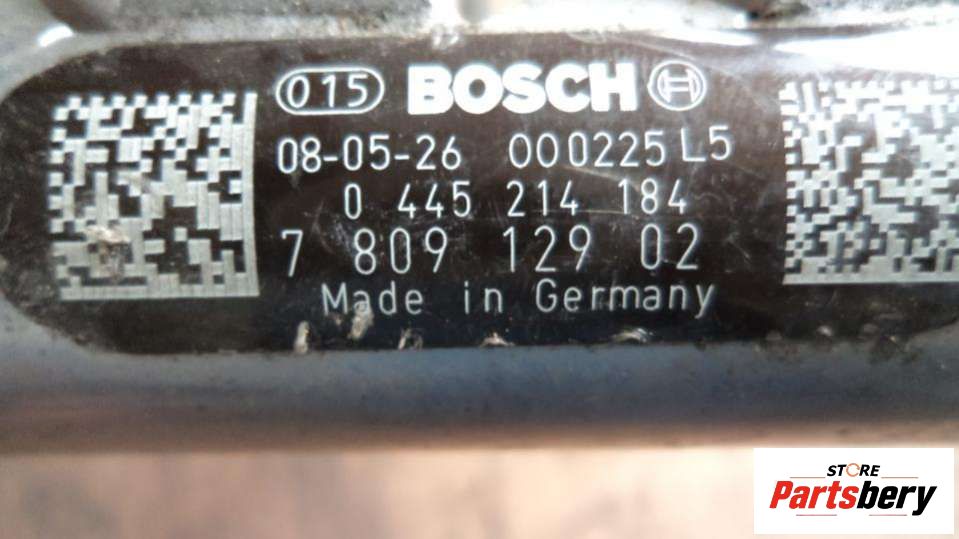 015 BOSCH
08-05-26 000225 L5
0 445 214 184
7 809 129 02
Made in Germany
STORE
Partsbery